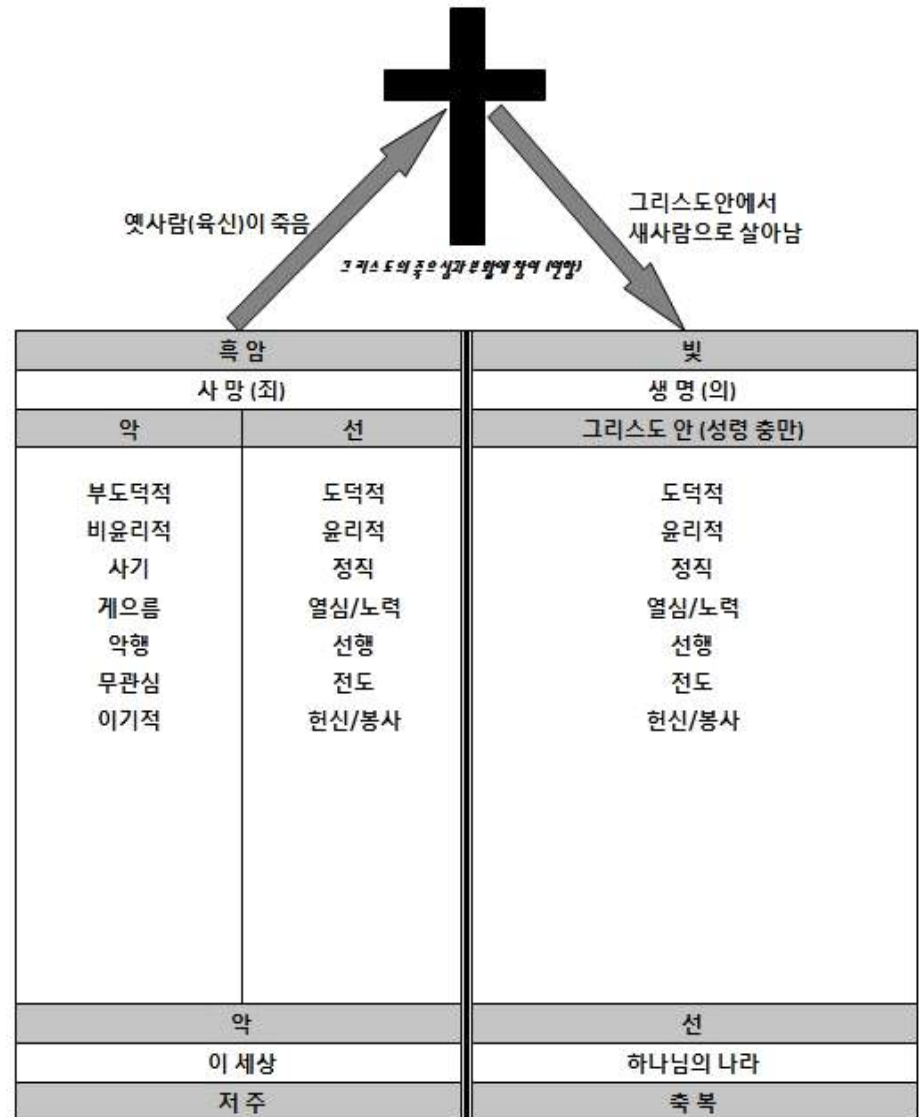 옛사람(육신)이 죽음
그리스도안에서
새사람으로 살아남
그리스도의 죽으심과 부활에 참여 (연합)
흑 암
빛
사 망 (죄)
생 명 (의)
악
선
그리스도 안 (성령 충만)
부도덕적
도덕적
도덕적
비윤리적
윤리적
윤리적
사기
정직
정직
게으름
열심/노력
열심/노력
악행
선행
선행
무관심
전도
전도
이기적
헌신/봉사
헌신/봉사
악
선
이 세상
하나님의 나라
저 주
축 복